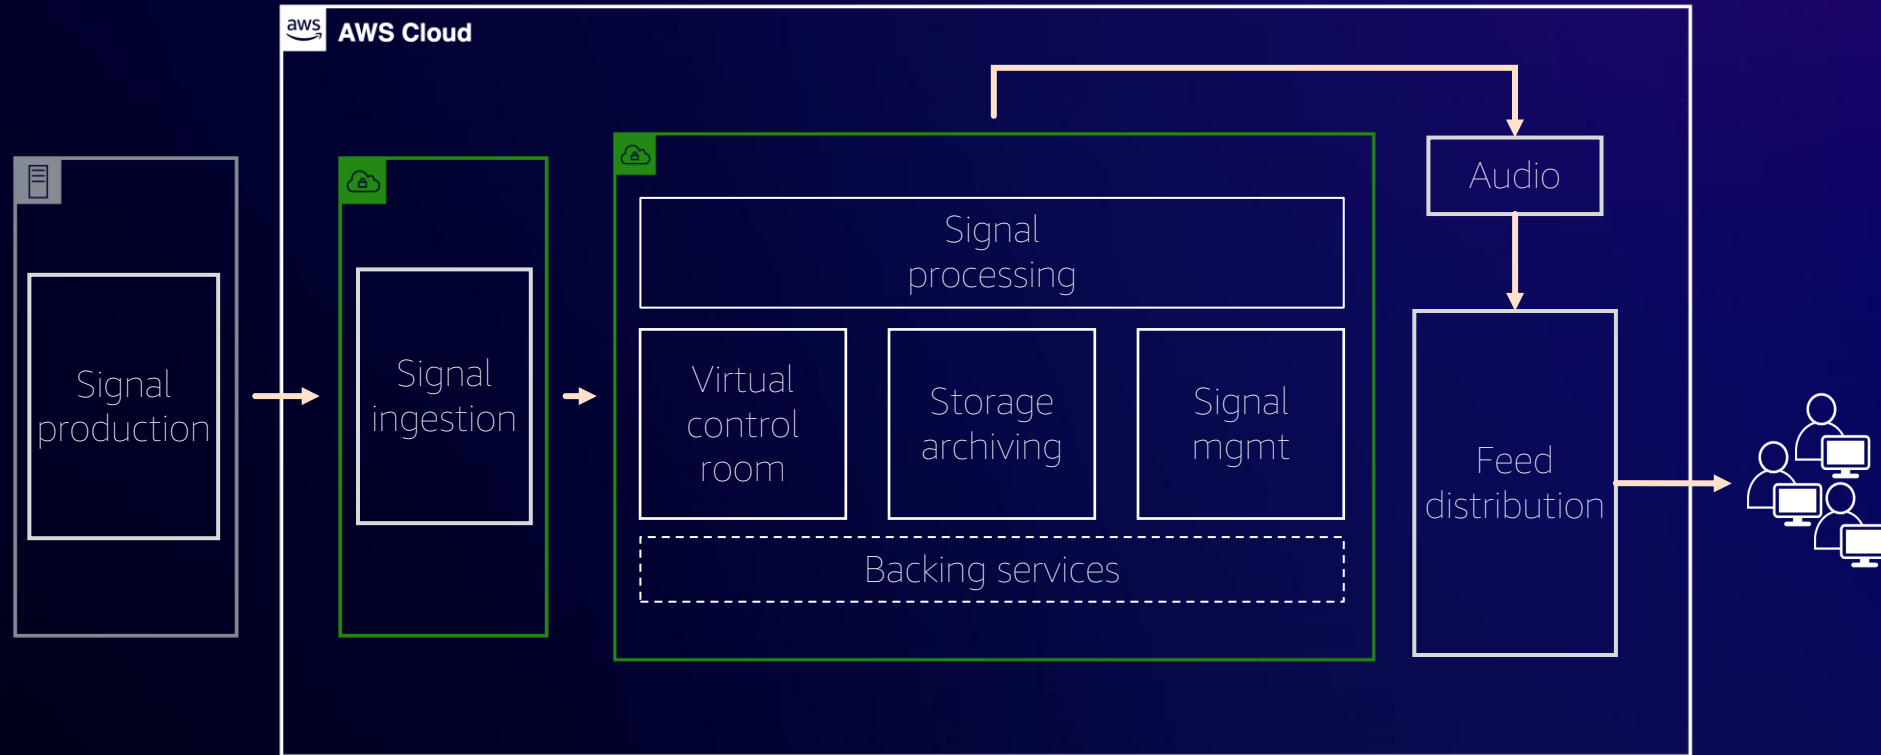 aws
AWS Cloud
Signal
production
Signal
ingestion
Signal
processing
Virtual
control
room
Storage
archiving
Signal
mgmt
Backing services
Audio
Feed
distribution